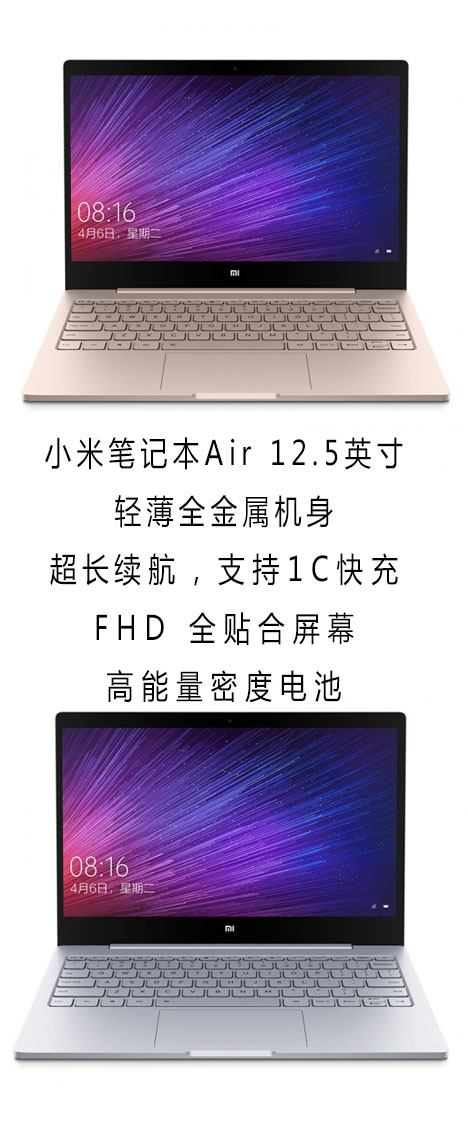 08:16
4月6日，星期二
mi
小米笔记本Air 12.5英寸
轻薄全金属机身
超长续航，支持1C快充
FHD 全贴合屏幕
高能量密度电池
08:16
4月6日，星期二
mi